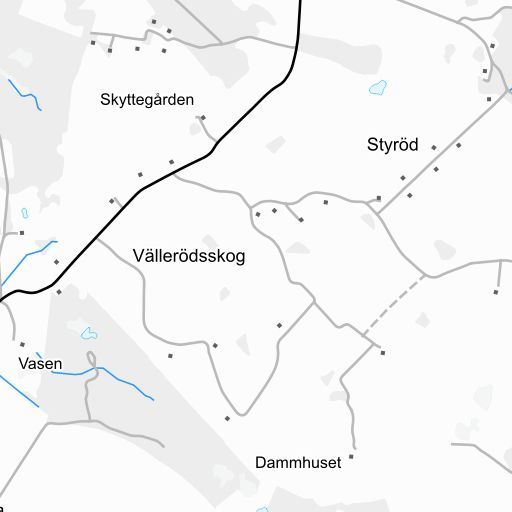 Skyttegården
Styröd
Vällerödsskog
Vasen
Dammhuset